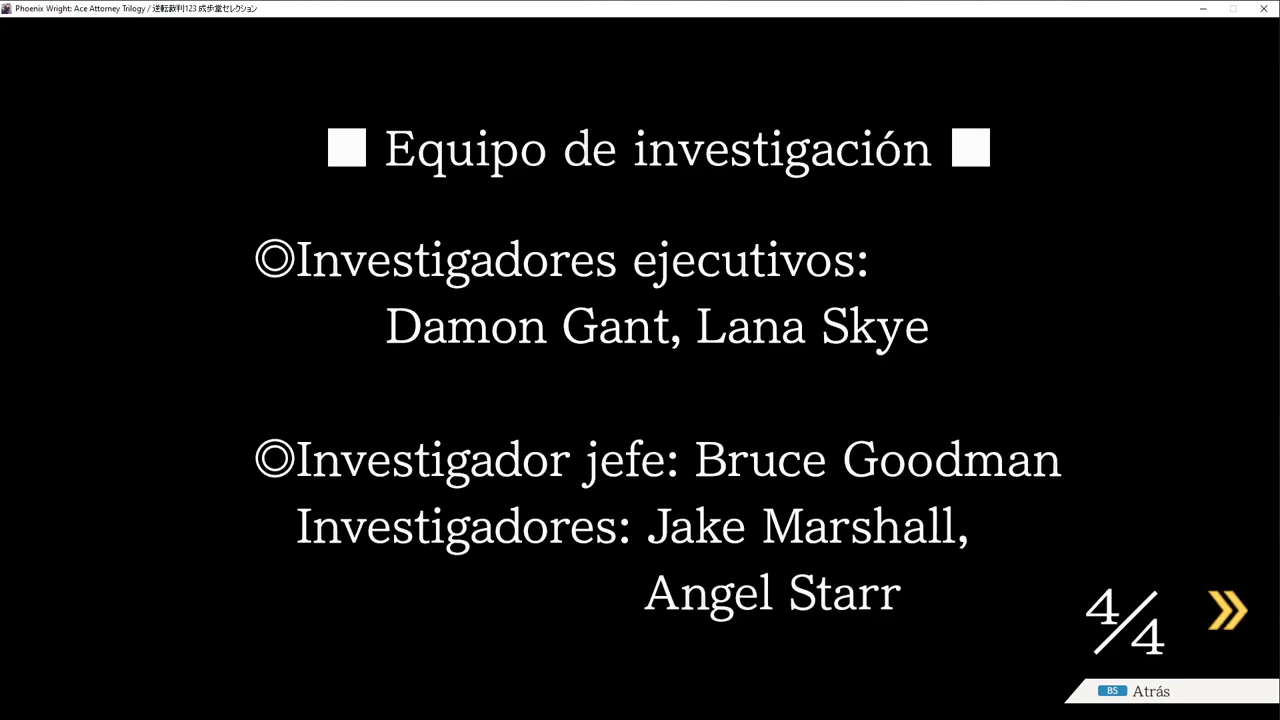 Phoenix Wright: Ace Attorney Trilogy / 逆転裁判123 成歩堂セレクション
■ Equipo de investigación ■
◎Investigadores ejecutivos:
Damon Gant, Lana Skye
◎Investigador jefe: Bruce Goodman
Investigadores: Jake Marshall,
Angel Starr
4/4
BS Atrás